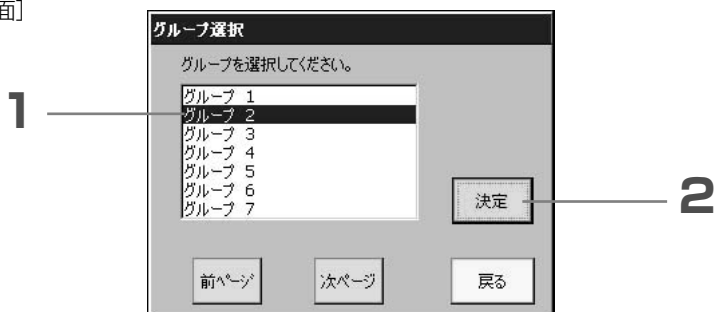 面]
グループ選択
グループを選択してください。
1
グループ 1
グループ 2
グループ 3
グループ 4
グループ 5
グループ 6
グループ 7
決定
2
前ページ
次ページ
戻る